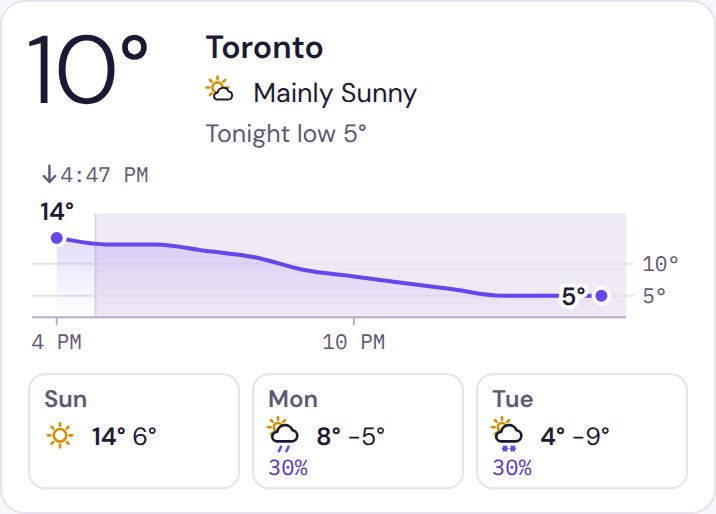 10°
Toronto
Mainly Sunny
Tonight low 5°
↓4:47 PM
14°
10°
5°
5°
4 PM
10 PM
Sun
14° 6°
Mon
8° -5°
30%
Tue
4° -9°
30%